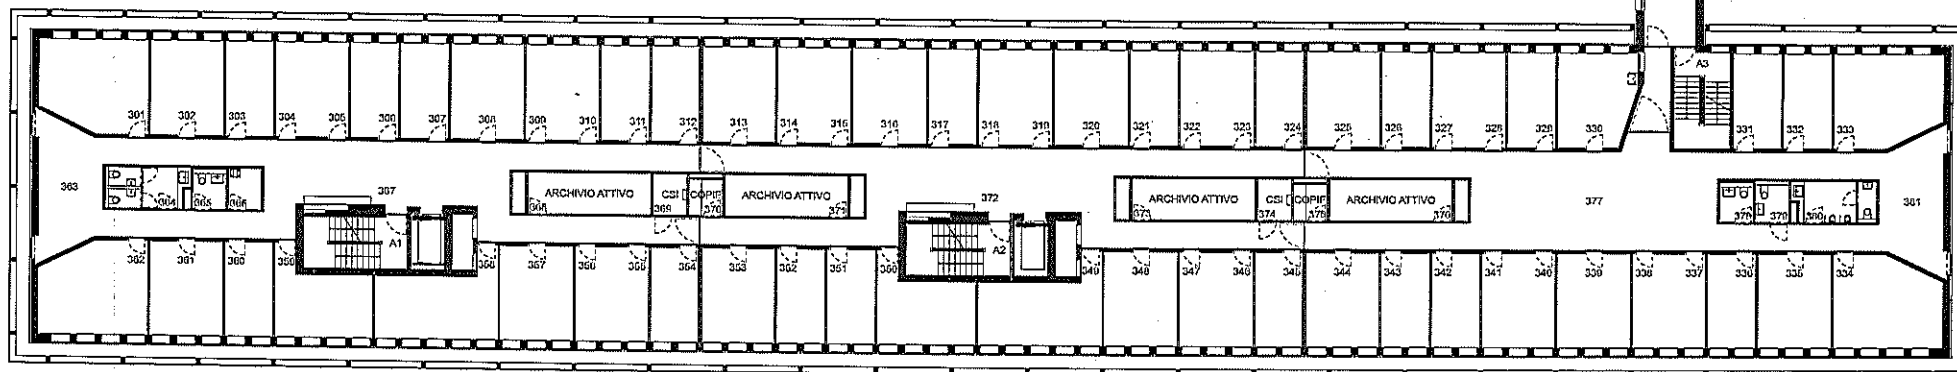 A3
301 302 303 304 305 306 307 308 309 310 311 312 313 314 315 316 317 318 319 320 321 322 323 324 325 326 327 328 329 330 331 332 333
363 364 365 366 367 368 ARCHIVIO ATTIVO 369 CSI COPIE 370 ARCHIVIO ATTIVO 371 372 373 ARCHIVIO ATTIVO 374 CSI COPIE 375 ARCHIVIO ATTIVO 376 377 378 379 380 381
A1 A2
362 361 360 359 358 357 356 355 354 353 352 351 350 349 348 347 346 345 344 343 342 341 340 339 338 337 336 335 334